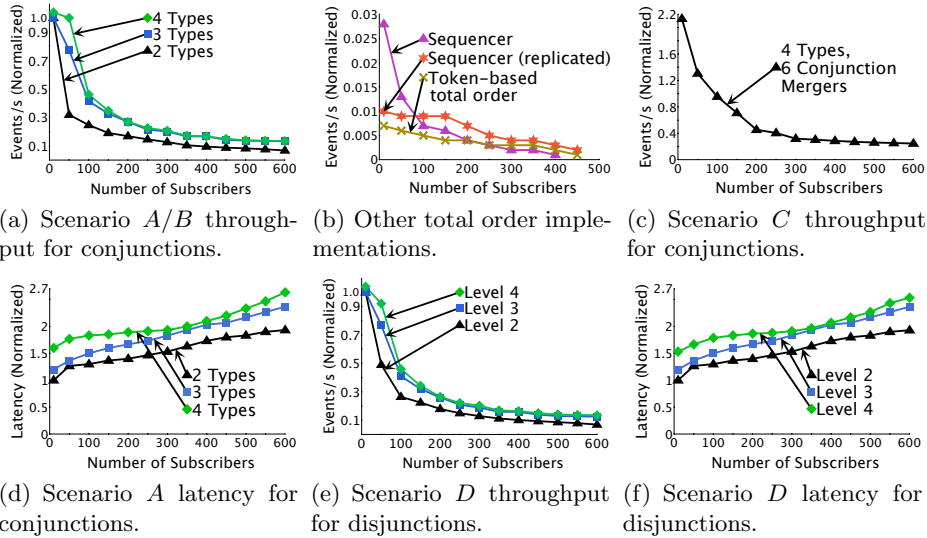 Events/s (Normalized)
1.0
0.9
0.7
0.5
0.3
0.1
4 Types
3 Types
2 Types
0 100 200 300 400 500 600
Number of Subscribers
(a) Scenario A/B through-
put for conjunctions.
Events/s (Normalized)
0.03
0.025
0.02
0.015
0.01
0.005
0
Sequencer
Sequencer (replicated)
Token-based
total order
0 100 200 300 400 500
Number of Subscribers
(b) Other total order imple-
mentations.
Events/s (Normalized)
2.2
1.6
1.2
0.8
0.4
0
4 Types,
6 Conjunction
Mergers
0 100 200 300 400 500 600
Number of Subscribers
(c) Scenario C throughput
for conjunctions.
Latency (Normalized)
2.7
2
1.5
1
0.5
0
2 Types
3 Types
4 Types
0 100 200 300 400 500 600
Number of Subscribers
(d) Scenario A latency for
conjunctions.
Events/s (Normalized)
1.0
0.9
0.7
0.5
0.3
0.1
Level 4
Level 3
Level 2
0 100 200 300 400 500 600
Number of Subscribers
(e) Scenario D throughput
for disjunctions.
Latency (Normalized)
2.7
2
1.5
1
0.5
0
Level 2
Level 3
Level 4
0 100 200 300 400 500 600
Number of Subscribers
(f) Scenario D latency for
disjunctions.